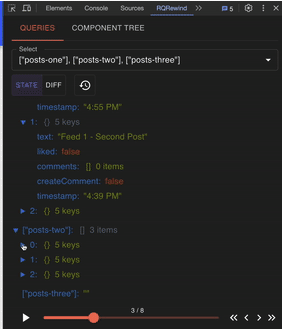 Elements Console Sources RQRewind » 5
QUERIES COMPONENT TREE
Select
["posts-one"], ["posts-two"], ["posts-three"]
STATE DIFF
timestamp: "4:55 PM"
1: {} 5 keys
text: "Feed 1 - Second Post"
liked: false
comments: [] 0 items
createComment: false
timestamp: "4:39 PM"
2: {} 5 keys
["posts-two"]: [] 3 items
0: {} 5 keys
1: {} 5 keys
2: {} 5 keys
["posts-three"]: ""
3 / 8